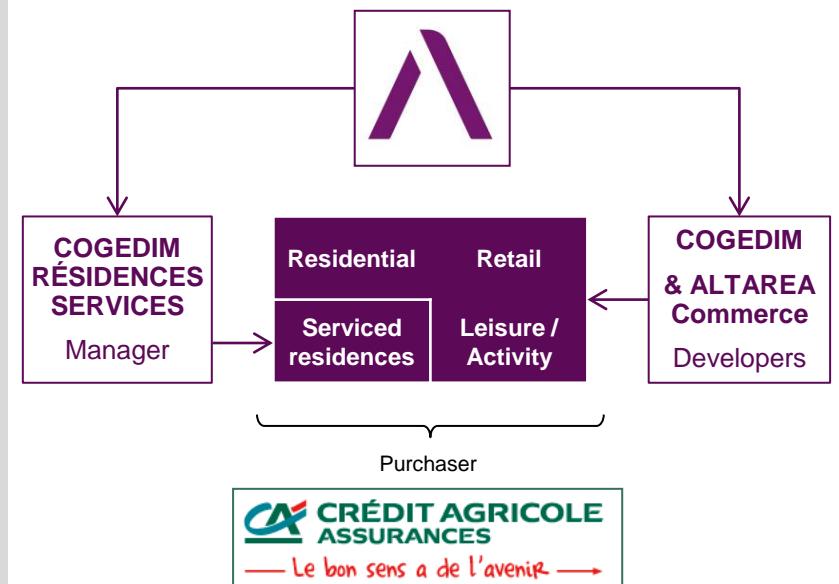 COGEDIM
RÉSIDENCES
SERVICES
Manager
Residential
Retail
Serviced
residences
Leisure /
Activity
COGEDIM
& ALTAREA
Commerce
Developers
Purchaser
CA CRÉDIT AGRICOLE
ASSURANCES
Le bon sens a de l'avenir